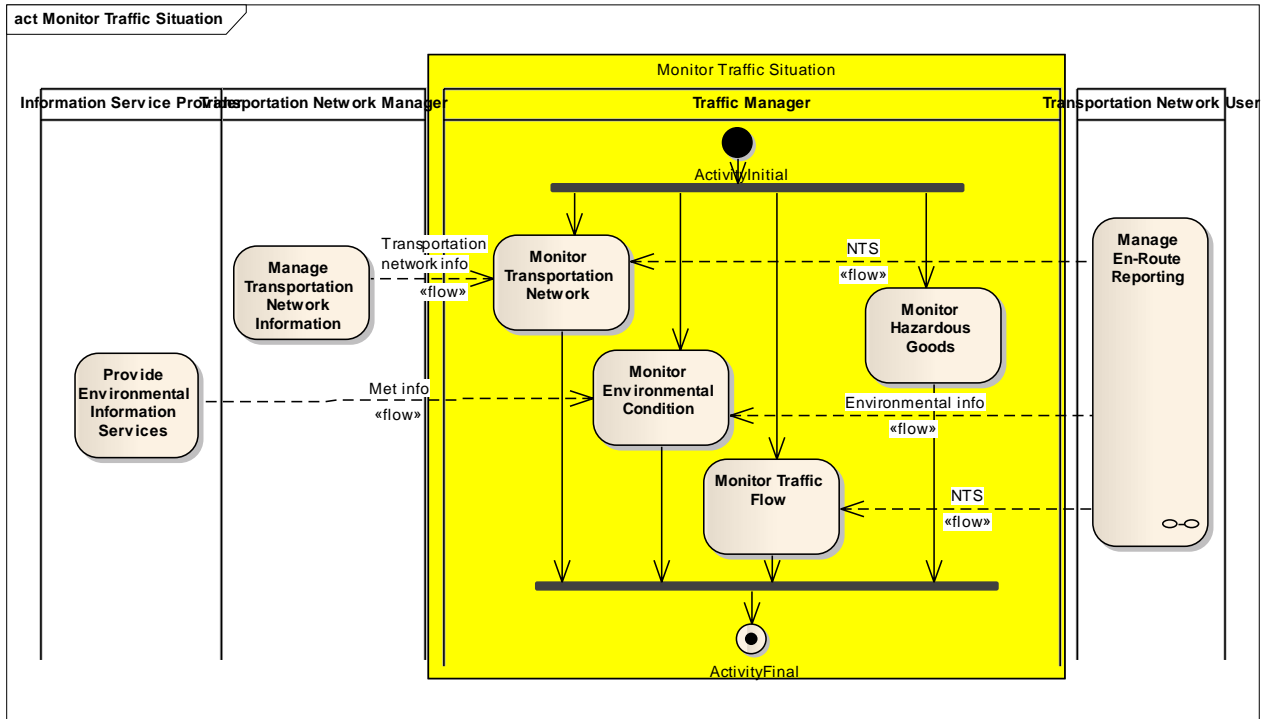 act Monitor Traffic Situation
Monitor Traffic Situation
Information Service Provider
Transportation Network Manager
Traffic Manager
Transportation Network User
ActivityInitial
Manage
Transportation
Network
Information
Transportation
network info
«flow»
Monitor
Transportation
Network
NTS
«flow»
Manage
En-Route
Reporting
Monitor
Hazardous
Goods
Provide
Environmental
Information
Services
Met info
«flow»
Monitor
Environmental
Condition
Environmental info
«flow»
Monitor Traffic
Flow
NTS
«flow»
ActivityFinal